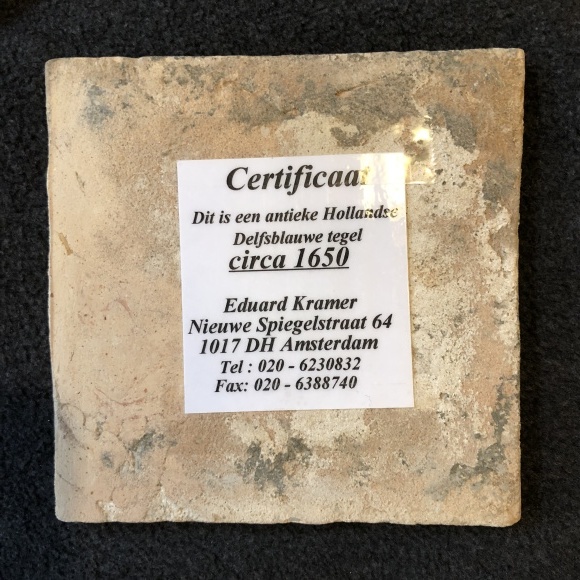 Certificaat
Dit is een antieke Hollandse
Delfsblauwe tegel
circa 1650
Eduard Kramer
Nieuwe Spiegelstraat 64
1017 DH Amsterdam
Tel : 020 - 6230832
Fax: 020 - 6388740